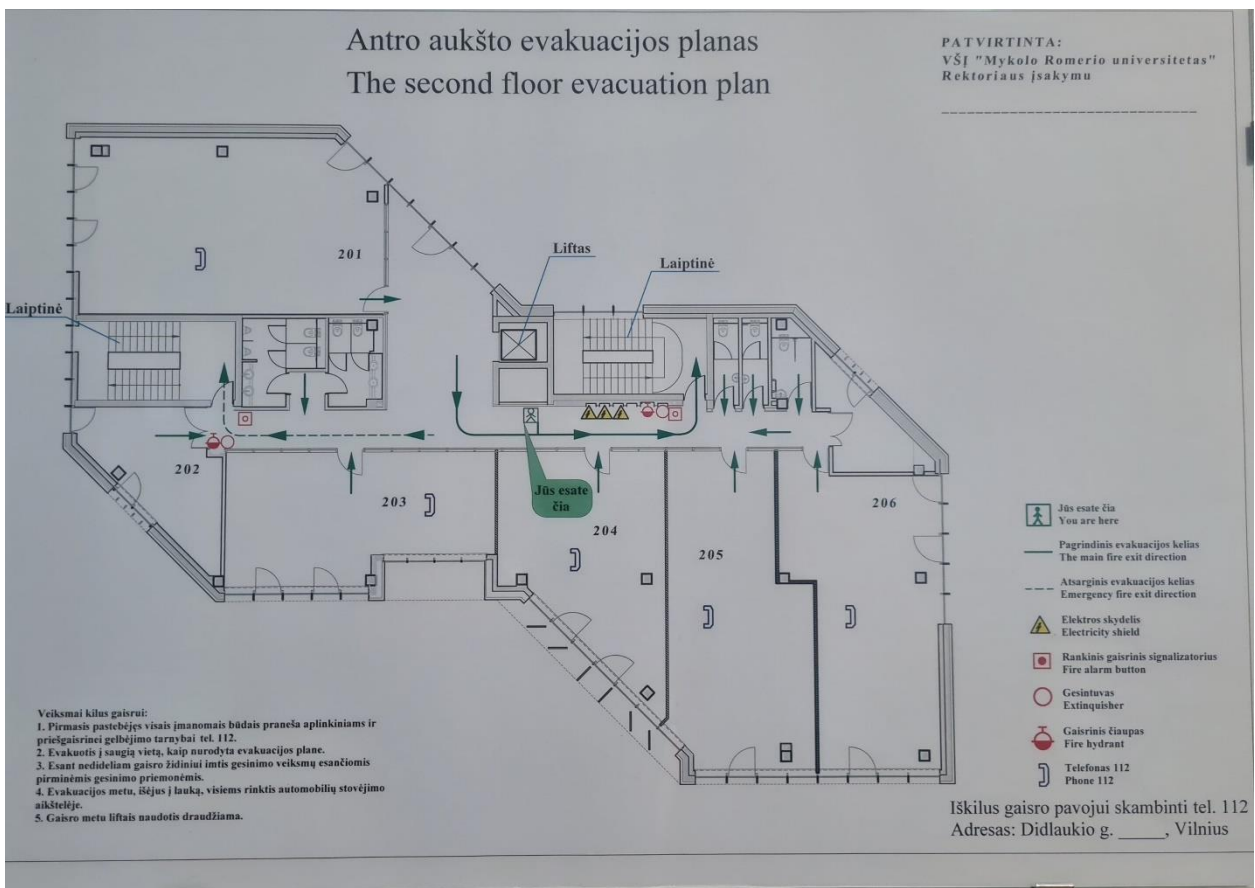 Antro aukšto evakuacijos planas
The second floor evacuation plan
PATVIRTINTA:
VŠĮ "Mykolo Romerio universitetas"
Rektoriaus įsakymu
201
Liftas
Laiptinė
Laiptinė
202
203
Jūs esate
čia
204
205
206
Jūs esate čia
You are here
Pagrindinis evakuacijos kelias
The main fire exit direction
Atsarginis evakuacijos kelias
Emergency fire exit direction
Elektros skydelis
Electricity shield
Rankinis gaisrinis signalizatorius
Fire alarm button
Gesintuvas
Extinquisher
Gaisrinis čiaupas
Fire hydrant
Telefonas 112
Phone 112
Veiksmai kilus gaisrui:
1. Pirmasis pastebėjęs visais įmanomais būdais praneša aplinkiniams ir
priešgaisrinei gelbėjimo tarnybai tel. 112.
2. Evakuotis į saugią vietą, kaip nurodyta evakuacijos plane.
3. Esant nedideliam gaisro židiniui imtis gesinimo veiksmų esančiomis
pirminėmis gesinimo priemonėmis.
4. Evakuacijos metu, išėjus į lauką, visiems rinktis automobilių stovėjimo
aikštelėje.
5. Gaisro metu liftais naudotis draudžiama.
Iškilus gaisro pavojui skambinti tel. 112
Adresas: Didlaukio g. _____, Vilnius